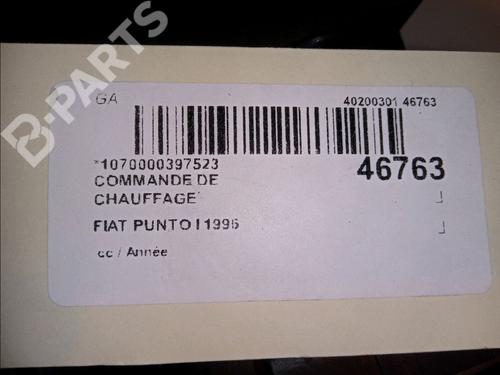 B-PARTS
GA
40200301 46763
*1070000397523
46763
COMMANDE DE
CHAUFFAGE
FIAT PUNTO I 1996
cc / Année